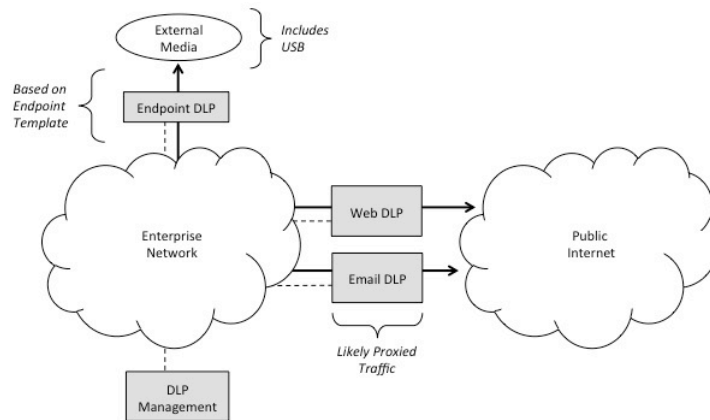 External
Media
Includes
USB
Based on
Endpoint
Template
Endpoint DLP
Enterprise
Network
Web DLP
Email DLP
Public
Internet
Likely Proxied
Traffic
DLP
Management